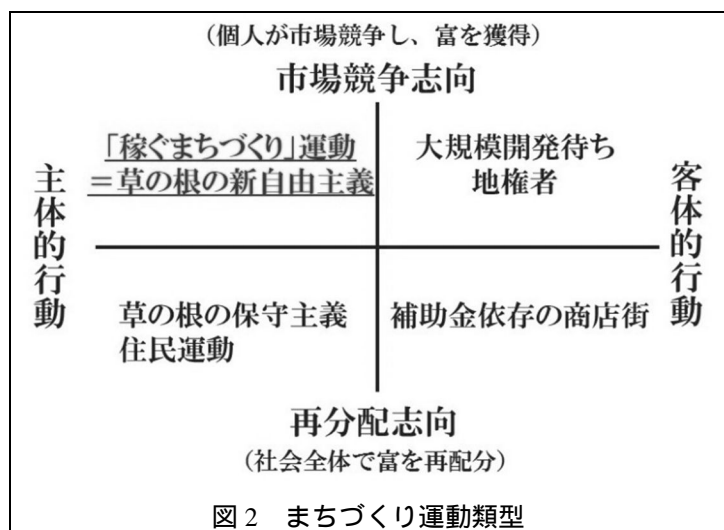 （個人が市場競争し、富を獲得）
市場競争志向
「稼ぐまちづくり」運動
＝草の根の新自由主義
大規模開発待ち
地権者
主体的行動
客体的行動
草の根の保守主義
住民運動
補助金依存の商店街
再分配志向
（社会全体で富を再配分）
図2　まちづくり運動類型